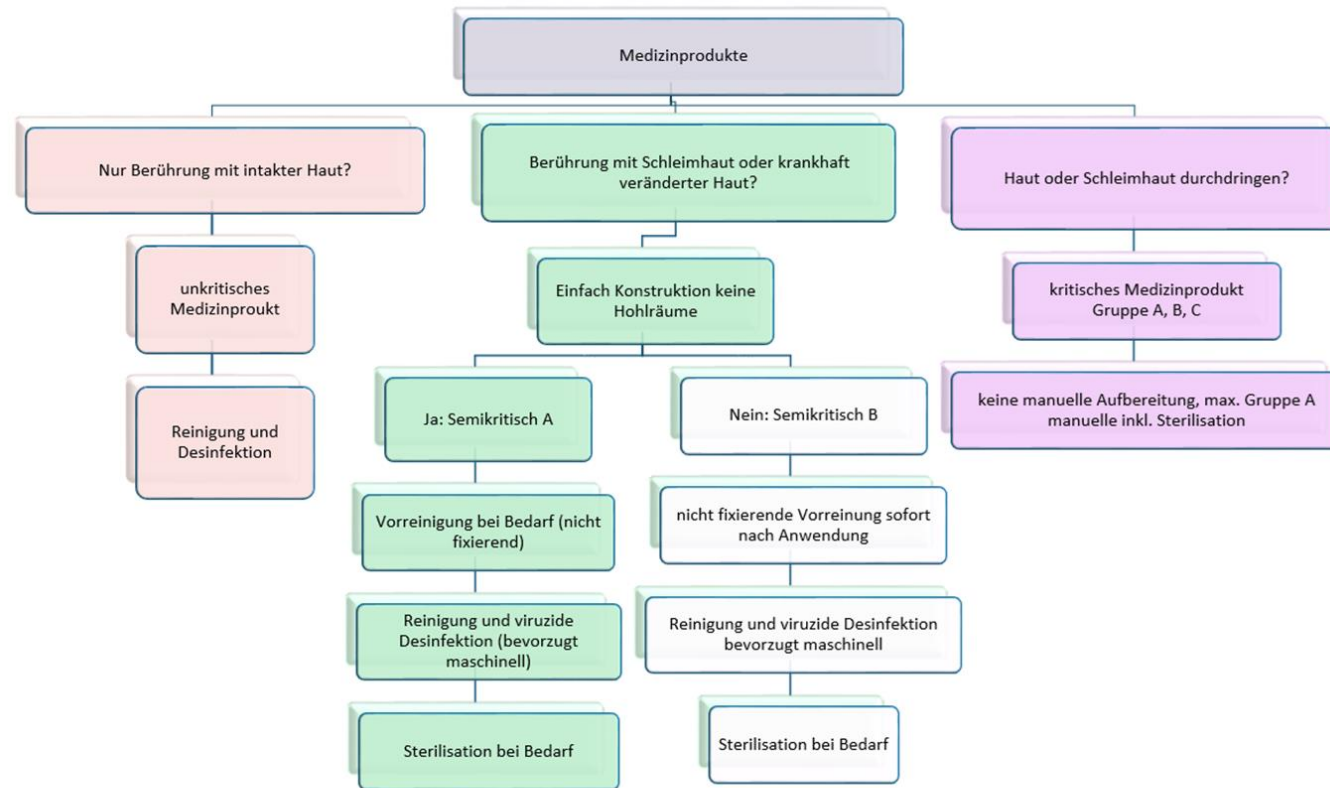 Medizinprodukte
Nur Berührung mit intakter Haut?
Berührung mit Schleimhaut oder krankhaft
veränderter Haut?
Haut oder Schleimhaut durchdringen?
unkritisches
Medizinproukt
Einfach Konstruktion keine
Hohlräume
kritisches Medizinprodukt
Gruppe A, B, C
Reinigung und
Desinfektion
Ja: Semikritisch A
Nein: Semikritisch B
keine manuelle Aufbereitung, max. Gruppe A
manuelle inkl. Sterilisation
Vorreinigung bei Bedarf (nicht
fixierend)
nicht fixierende Vorreinung sofort
nach Anwendung
Reinigung und viruzide
Desinfektion (bevorzugt
maschinell)
Reinigung und viruzide Desinfektion
bevorzugt maschinell
Sterilisation bei Bedarf
Sterilisation bei Bedarf